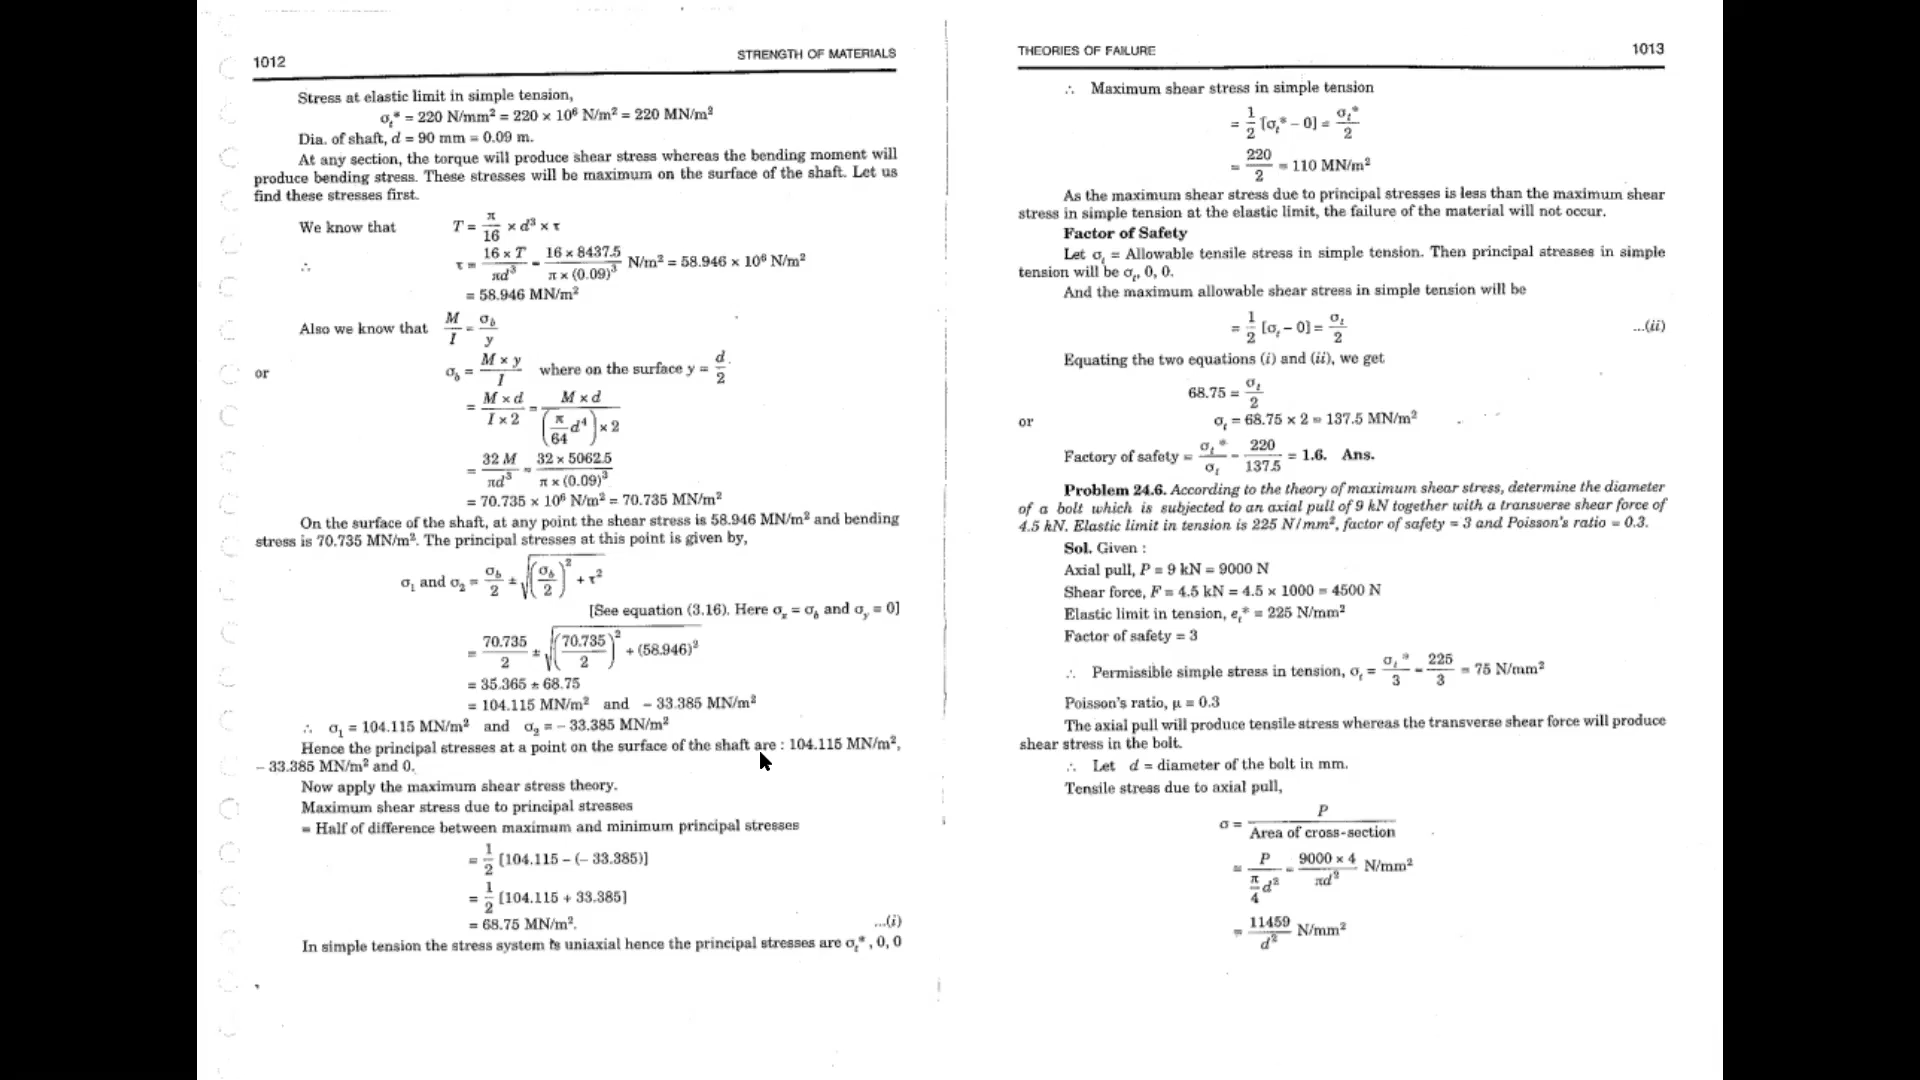 1012
STRENGTH OF MATERIALS
Stress at elastic limit in simple tension,
σt* = 220 N/mm² = 220 × 10⁶ N/m² = 220 MN/m²
Dia. of shaft, d = 90 mm = 0.09 m.
At any section, the torque will produce shear stress whereas the bending moment will
produce bending stress. These stresses will be maximum on the surface of the shaft. Let us
find these stresses first.
We know that T = π/16 × d³ × τ
∴ τ = (16 × T)/(πd³) = (16 × 8437.5)/(π × (0.09)³) N/m² = 58.946 × 10⁶ N/m²
= 58.946 MN/m²
Also we know that M/I = σb/y
or σb = (M × y)/I where on the surface y = d/2
= (M × d)/(I × 2) = (M × d)/((π/64 d⁴) × 2)
= 32 M/(πd³) = (32 × 5062.5)/(π × (0.09)³)
= 70.735 × 10⁶ N/m² = 70.735 MN/m²
On the surface of the shaft, at any point the shear stress is 58.946 MN/m² and bending
stress is 70.735 MN/m². The principal stresses at this point is given by,
σ₁ and σ₂ = σb/2 ± √((σb/2)² + τ²)
[See equation (3.16). Here σx = σb and σy = 0]
= 70.735/2 ± √((70.735/2)² + (58.946)²)
= 35.365 ± 68.75
= 104.115 MN/m² and – 33.385 MN/m²
∴ σ₁ = 104.115 MN/m² and σ₂ = – 33.385 MN/m²
Hence the principal stresses at a point on the surface of the shaft are : 104.115 MN/m²,
– 33.385 MN/m² and 0.
Now apply the maximum shear stress theory.
Maximum shear stress due to principal stresses
= Half of difference between maximum and minimum principal stresses
= 1/2 [104.115 – (– 33.385)]
= 1/2 [104.115 + 33.385]
= 68.75 MN/m². ...(i)
In simple tension the stress system is uniaxial hence the principal stresses are σt*, 0, 0
THEORIES OF FAILURE
1013
∴ Maximum shear stress in simple tension
= 1/2 [σt* – 0] = σt*/2
= 220/2 = 110 MN/m²
As the maximum shear stress due to principal stresses is less than the maximum shear
stress in simple tension at the elastic limit, the failure of the material will not occur.
Factor of Safety
Let σt = Allowable tensile stress in simple tension. Then principal stresses in simple
tension will be σt, 0, 0.
And the maximum allowable shear stress in simple tension will be
= 1/2 [σt – 0] = σt/2 ...(ii)
Equating the two equations (i) and (ii), we get
68.75 = σt/2
or σt = 68.75 × 2 = 137.5 MN/m²
Factory of safety = σt*/σt = 220/137.5 = 1.6. Ans.
Problem 24.6. According to the theory of maximum shear stress, determine the diameter
of a bolt which is subjected to an axial pull of 9 kN together with a transverse shear force of
4.5 kN. Elastic limit in tension is 225 N/mm², factor of safety = 3 and Poisson's ratio = 0.3.
Sol. Given :
Axial pull, P = 9 kN = 9000 N
Shear force, F = 4.5 kN = 4.5 × 1000 = 4500 N
Elastic limit in tension, et* = 225 N/mm²
Factor of safety = 3
∴ Permissible simple stress in tension, σt = σt*/3 = 225/3 = 75 N/mm²
Poisson's ratio, μ = 0.3
The axial pull will produce tensile stress whereas the transverse shear force will produce
shear stress in the bolt.
∴ Let d = diameter of the bolt in mm.
Tensile stress due to axial pull,
σ = P/Area of cross-section
= P/(π/4 d²) = (9000 × 4)/(πd²) N/mm²
= 11459/d² N/mm²